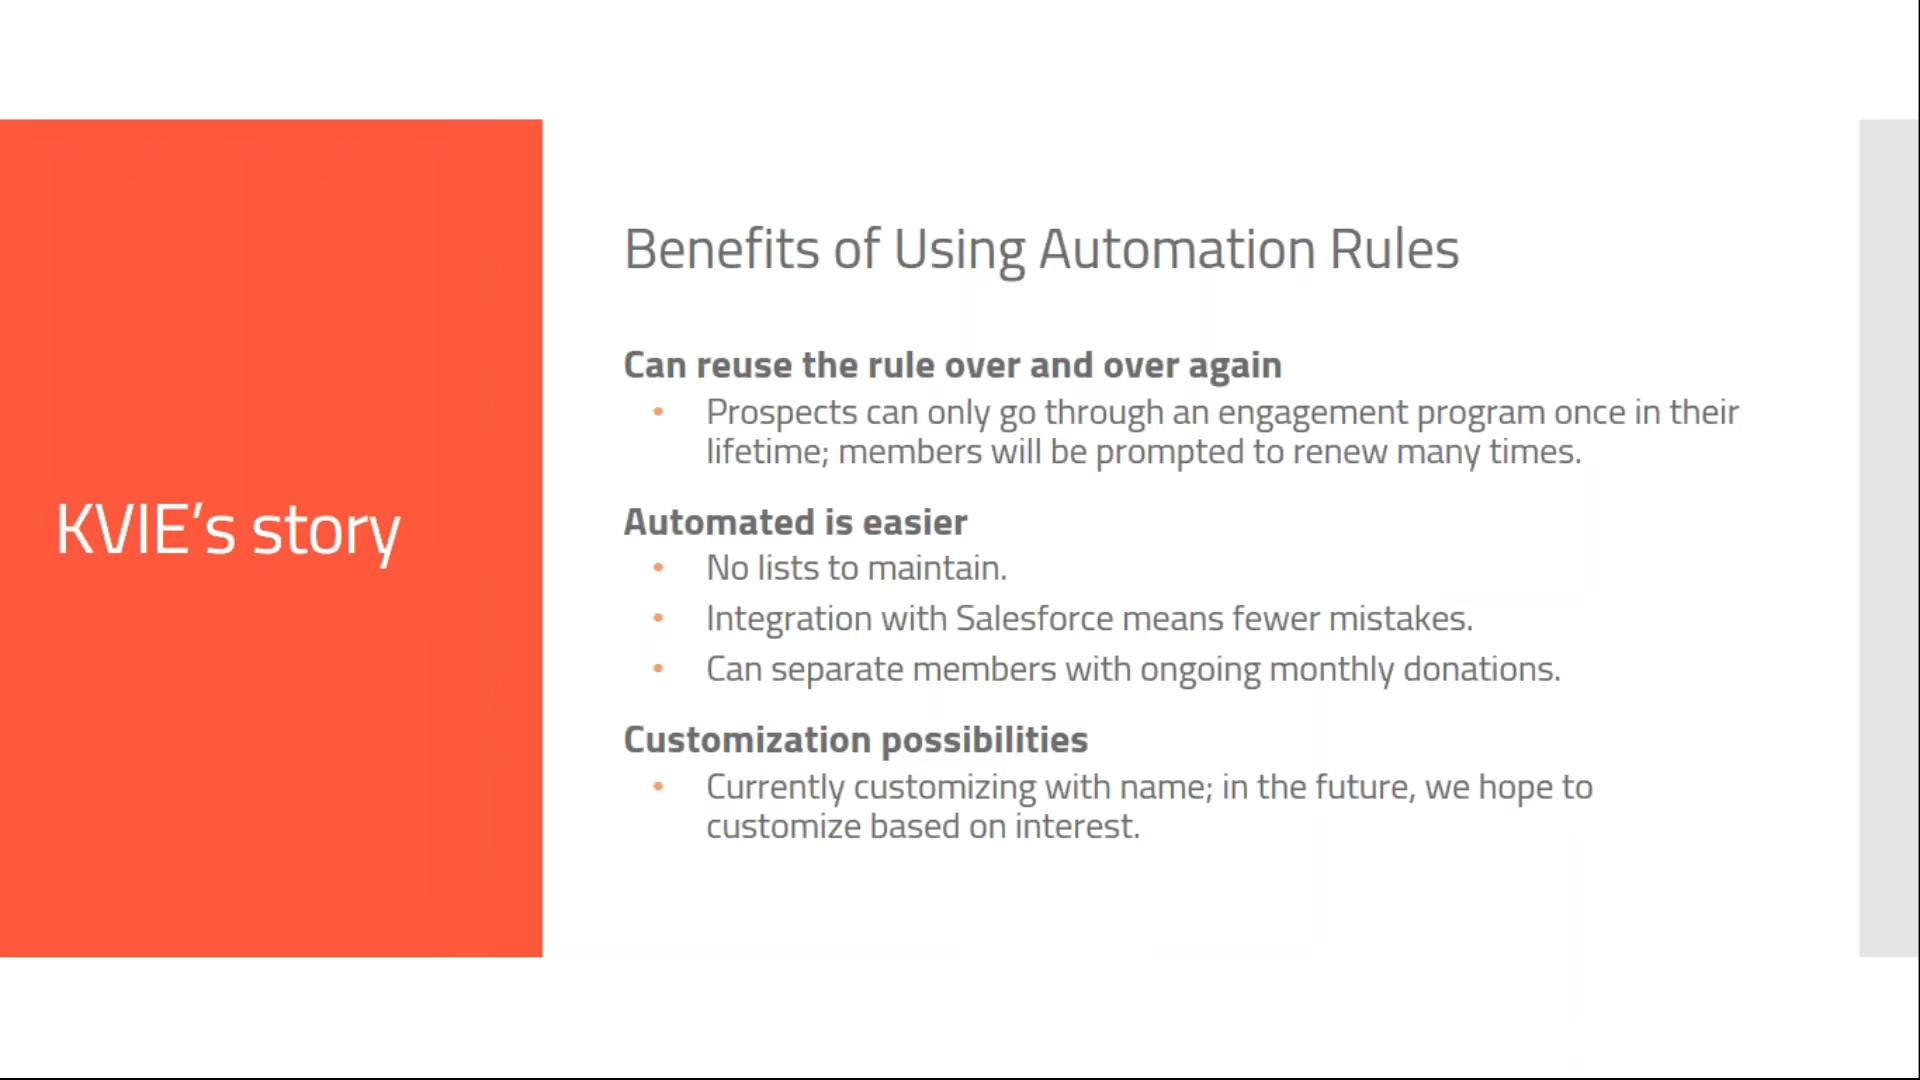 KVIE's story
Benefits of Using Automation Rules
Can reuse the rule over and over again
• Prospects can only go through an engagement program once in their
lifetime; members will be prompted to renew many times.
Automated is easier
• No lists to maintain.
• Integration with Salesforce means fewer mistakes.
• Can separate members with ongoing monthly donations.
Customization possibilities
• Currently customizing with name; in the future, we hope to
customize based on interest.